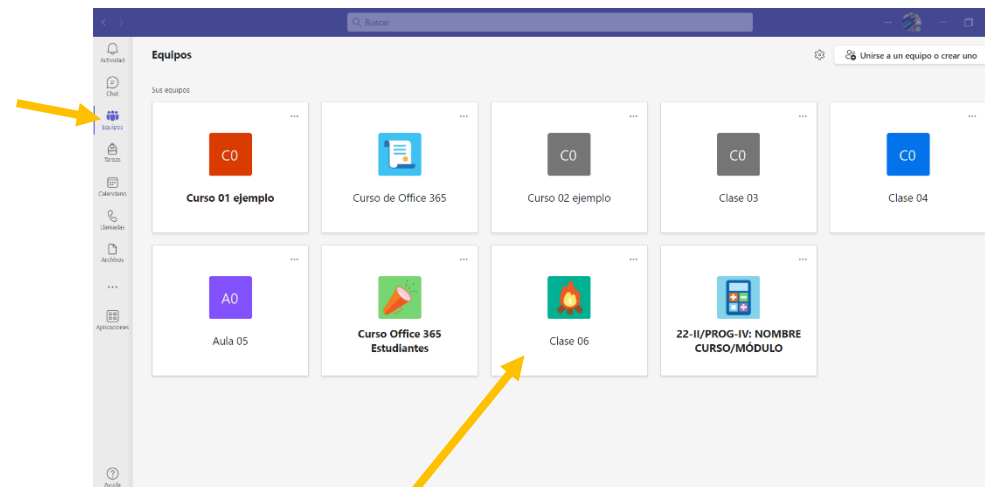 Buscar
Actividad
Chat
Equipos
Tareas
Calendario
Llamadas
Archivos
Aplicaciones
Ayuda
Equipos
Unirse a un equipo o crear uno
Sus equipos
C0
Curso 01 ejemplo
Curso de Office 365
C0
Curso 02 ejemplo
C0
Clase 03
C0
Clase 04
A0
Aula 05
Curso Office 365
Estudiantes
Clase 06
22-II/PROG-IV: NOMBRE
CURSO/MÓDULO